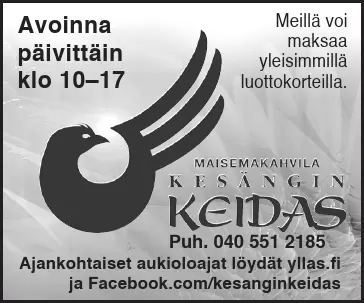 Avoinna
päivittäin
klo 10–17
Meillä voi
maksaa
yleisimmillä
luottokorteilla.
MAISEMAKAHVILA
KESÄNGIN
KEIDAS
Puh. 040 551 2185
Ajankohtaiset aukioloajat löydät yllas.fi
ja Facebook.com/kesanginkeidas